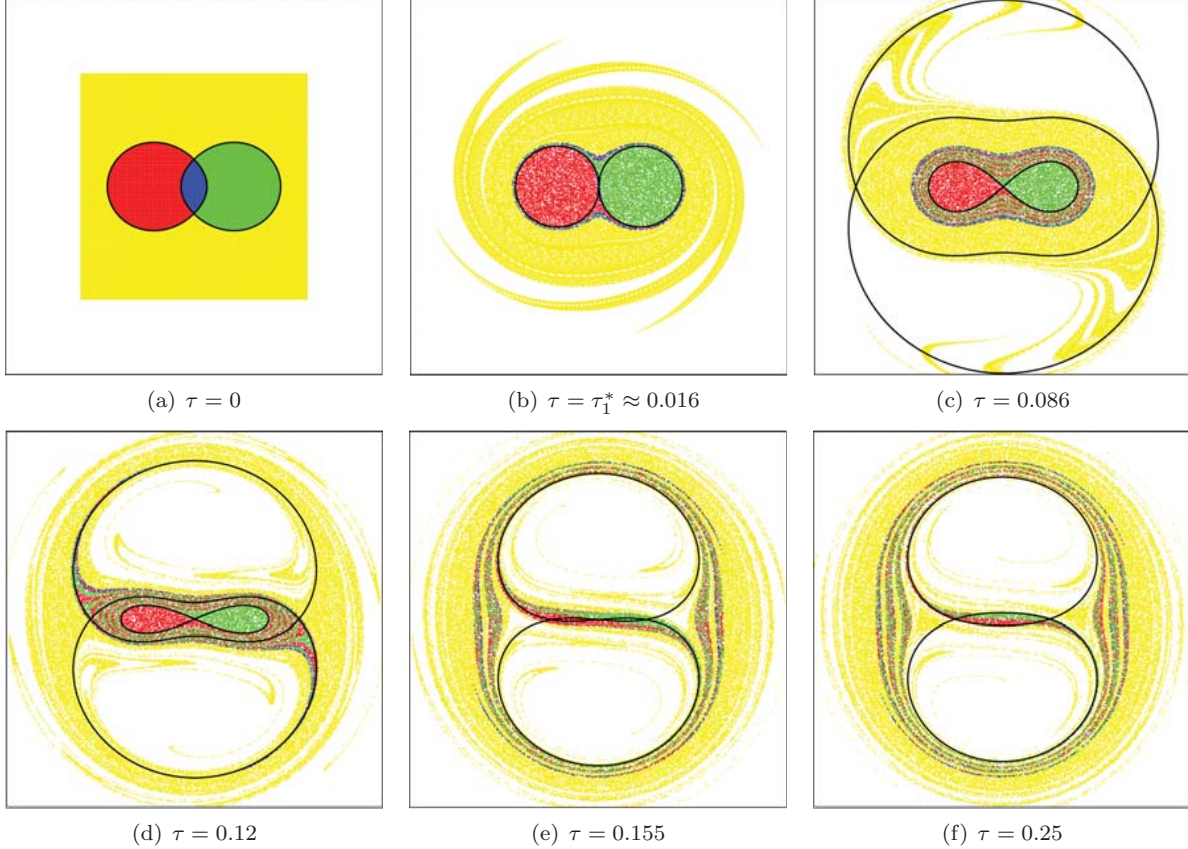 (a) τ = 0
(b) τ = τ₁* ≈ 0.016
(c) τ = 0.086
(d) τ = 0.12
(e) τ = 0.155
(f) τ = 0.25